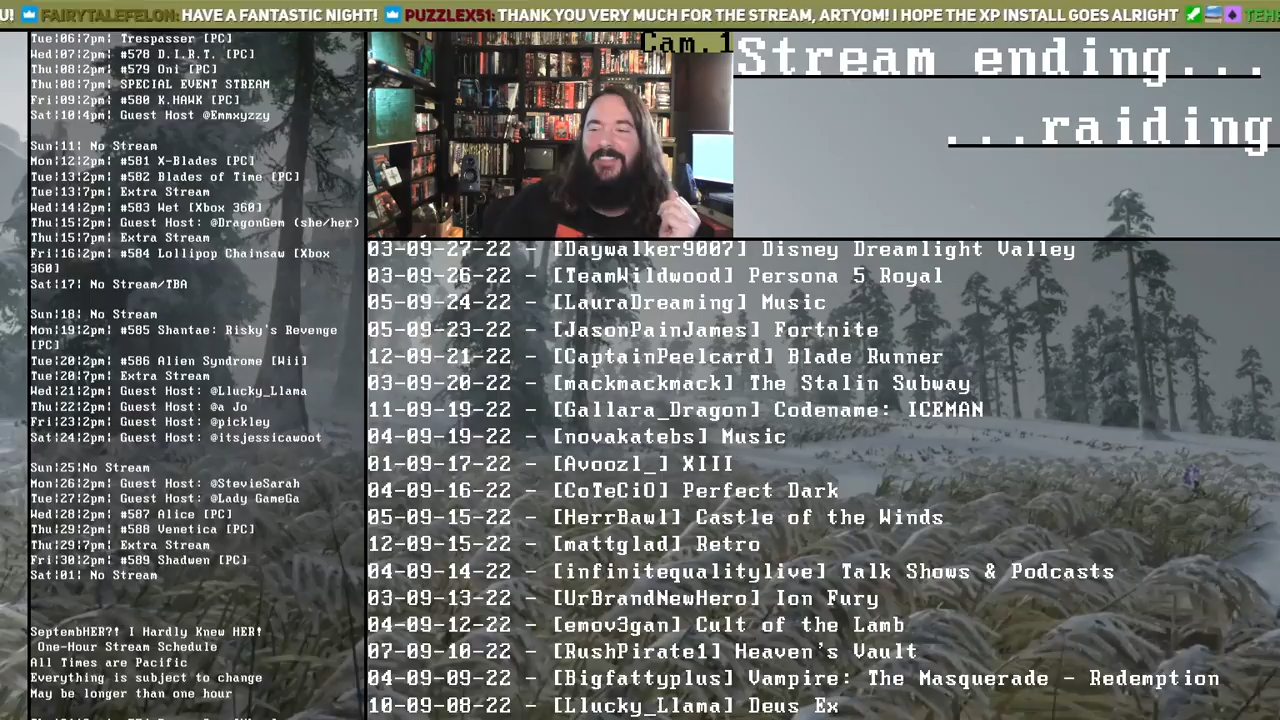 U! FAIRYTALEFELON: HAVE A FANTASTIC NIGHT! PUZZLEX51: THANK YOU VERY MUCH FOR THE STREAM, ARTYOM! I HOPE THE XP INSTALL GOES ALRIGHT TEHE
Tue|06|7pm| Trespasser [PC]
Wed|07|2pm| #578 D.I.R.T. [PC]
Thu|08|2pm| #579 Oni [PC]
Thu|08|7pm| SPECIAL EVENT STREAM
Fri|09|2pm| #580 K.HAWK [PC]
Sat|10|4pm| Guest Host @Emmxyzzy
Sun|11| No Stream
Mon|12|2pm| #581 X-Blades [PC]
Tue|13|2pm| #582 Blades of Time [PC]
Tue|13|7pm| Extra Stream
Wed|14|2pm| #583 Wet [Xbox 360]
Thu|15|2pm| Guest Host: @DragonGem (she/her)
Thu|15|7pm| Extra Stream
Fri|16|2pm| #584 Lollipop Chainsaw [Xbox
360]
Sat|17| No Stream/TBA
Sun|18| No Stream
Mon|19|2pm| #585 Shantae: Risky's Revenge
[PC]
Tue|20|2pm| #586 Alien Syndrome [Wii]
Tue|20|7pm| Extra Stream
Wed|21|2pm| Guest Host: @Llucky_Llama
Thu|22|2pm| Guest Host: @a Jo
Fri|23|2pm| Guest Host: @pickley
Sat|24|2pm| Guest Host: @itsjessicawoot
Sun|25|No Stream
Mon|26|2pm| Guest Host: @StevieSarah
Tue|27|2pm| Guest Host: @Lady GameGa
Wed|28|2pm| #587 Alice [PC]
Thu|29|2pm| #588 Venetica [PC]
Thu|29|7pm| Extra Stream
Fri|30|2pm| #589 Shadwen [PC]
Sat|01| No Stream
SeptembHER?! I Hardly Knew HER!
One-Hour Stream Schedule
All Times are Pacific
Everything is subject to change
May be longer than one hour
Cam.1
Stream ending...
...raiding
03-09-27-22 - [Daywalker9007] Disney Dreamlight Valley
03-09-26-22 - [TeamWildwood] Persona 5 Royal
05-09-24-22 - [LauraDreaming] Music
05-09-23-22 - [JasonPainJames] Fortnite
12-09-21-22 - [CaptainPeelcard] Blade Runner
03-09-20-22 - [mackmackmack] The Stalin Subway
11-09-19-22 - [Gallara_Dragon] Codename: ICEMAN
04-09-19-22 - [novakatebs] Music
01-09-17-22 - [Avoozl_] XIII
04-09-16-22 - [CoTeCiO] Perfect Dark
05-09-15-22 - [HerrBawl] Castle of the Winds
12-09-15-22 - [mattglad] Retro
04-09-14-22 - [infinitequalitylive] Talk Shows & Podcasts
03-09-13-22 - [UrBrandNewHero] Ion Fury
04-09-12-22 - [emov3gan] Cult of the Lamb
07-09-10-22 - [RushPirate1] Heaven's Vault
04-09-09-22 - [Bigfattyplus] Vampire: The Masquerade - Redemption
10-09-08-22 - [Llucky_Llama] Deus Ex